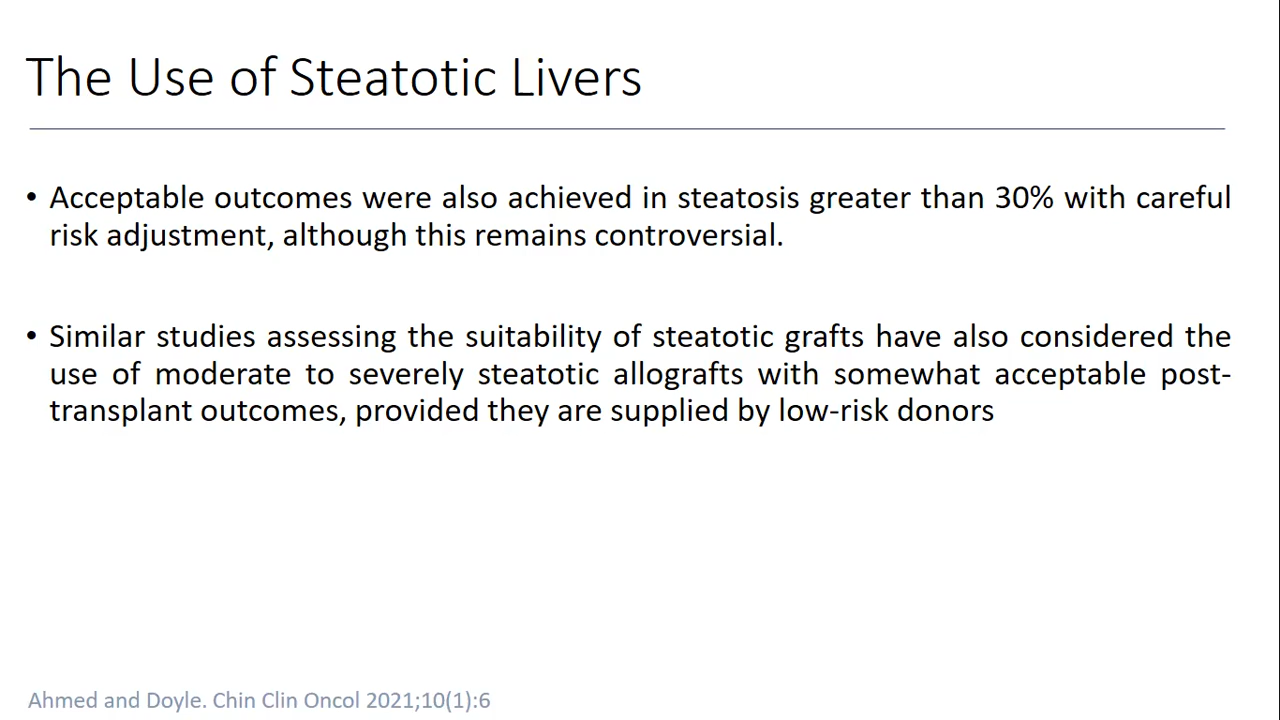 The Use of Steatotic Livers
• Acceptable outcomes were also achieved in steatosis greater than 30% with careful
risk adjustment, although this remains controversial.
• Similar studies assessing the suitability of steatotic grafts have also considered the
use of moderate to severely steatotic allografts with somewhat acceptable post-
transplant outcomes, provided they are supplied by low-risk donors
Ahmed and Doyle. Chin Clin Oncol 2021;10(1):6